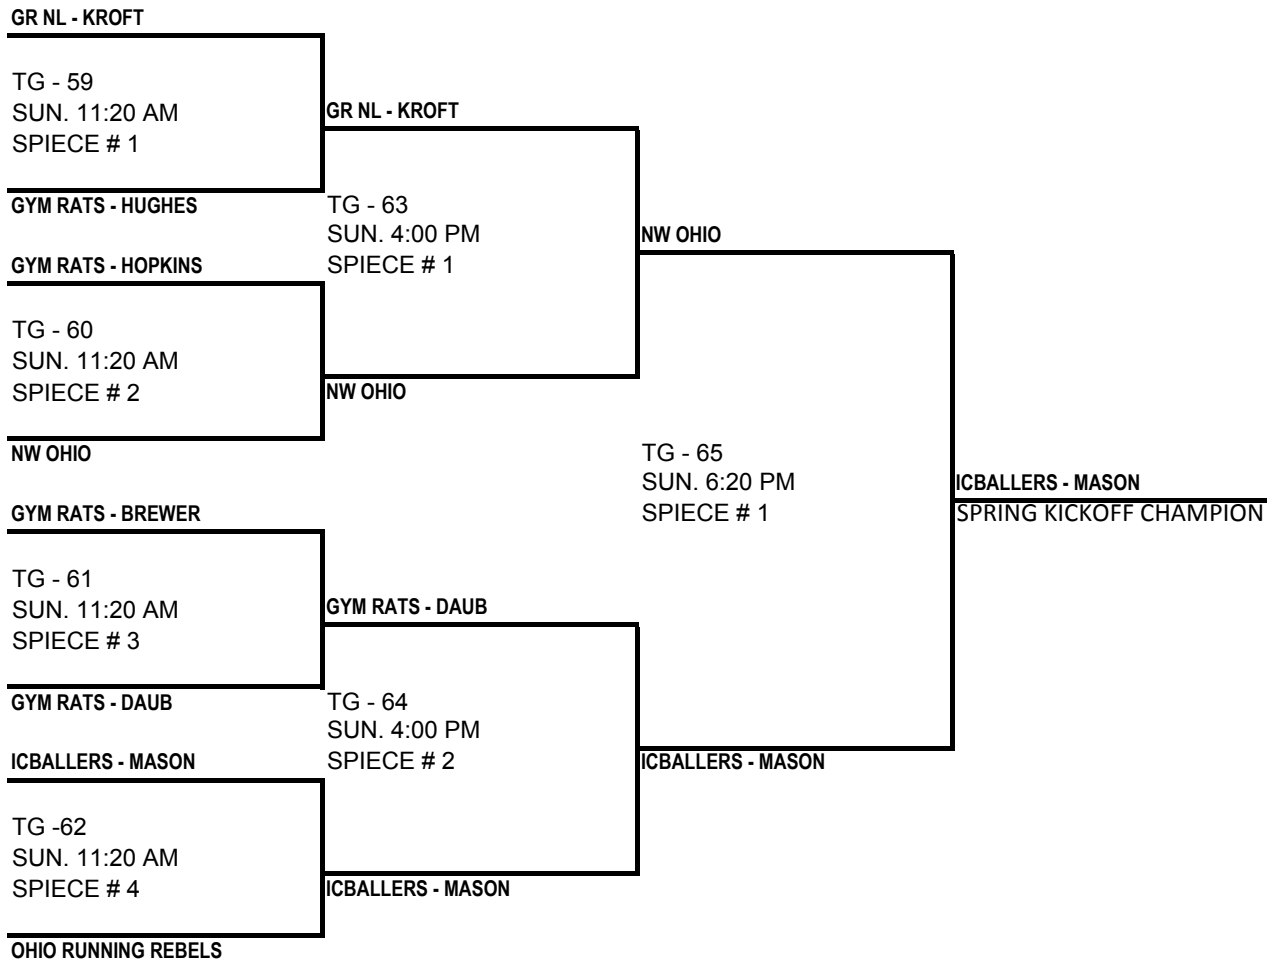 GR NL - KROFT
TG - 59
SUN. 11:20 AM
SPIECE # 1
GYM RATS - HUGHES
GYM RATS - HOPKINS
TG - 60
SUN. 11:20 AM
SPIECE # 2
NW OHIO
GYM RATS - BREWER
TG - 61
SUN. 11:20 AM
SPIECE # 3
GYM RATS - DAUB
ICBALLERS - MASON
TG -62
SUN. 11:20 AM
SPIECE # 4
OHIO RUNNING REBELS
GR NL - KROFT
TG - 63
SUN. 4:00 PM
SPIECE # 1
NW OHIO
GYM RATS - DAUB
TG - 64
SUN. 4:00 PM
SPIECE # 2
ICBALLERS - MASON
NW OHIO
TG - 65
SUN. 6:20 PM
SPIECE # 1
ICBALLERS - MASON
ICBALLERS - MASON
SPRING KICKOFF CHAMPION